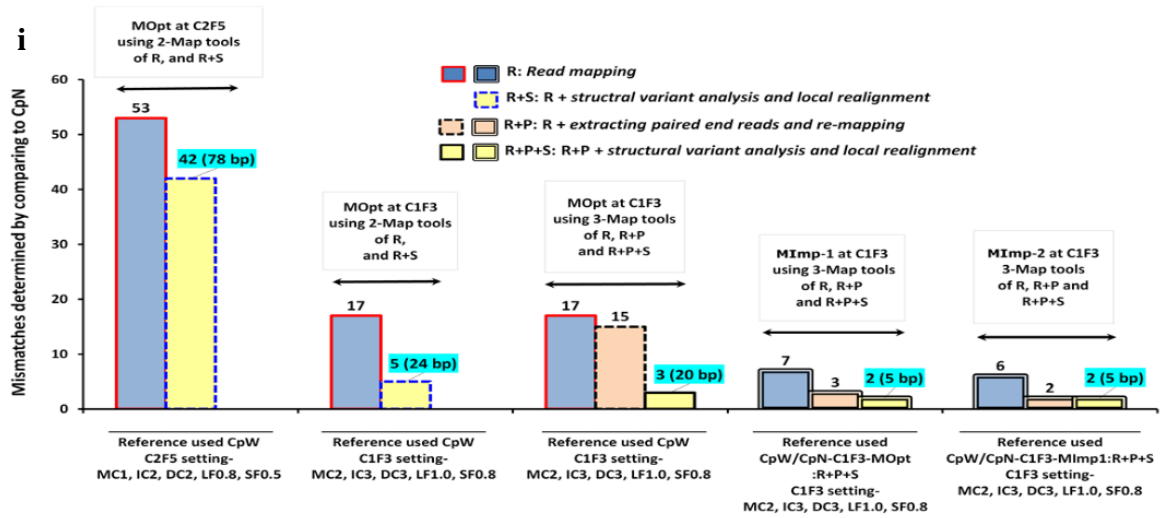 i
MOpt at C2F5
using 2-Map tools
of R, and R+S
R: Read mapping
R+S: R + structral variant analysis and local realignment
R+P: R + extracting paired end reads and re-mapping
R+P+S: R+P + structural variant analysis and local realignment
Mismatches determined by comparing to CpN
60
50
40
30
20
10
0
53
42 (78 bp)
MOpt at C1F3
using 2-Map tools
of R,
and R+S
17
5 (24 bp)
MOpt at C1F3
using 3-Map tools
of R, R+P
and R+P+S
17
15
3 (20 bp)
MImp-1 at C1F3
using 3-Map tools
of R, R+P
and R+P+S
7
3
2 (5 bp)
MImp-2 at C1F3
3-Map tools
of R, R+P and
R+P+S
6
2
2 (5 bp)
Reference used CpW
C2F5 setting-
MC1, IC2, DC2, LF0.8, SF0.5
Reference used CpW
C1F3 setting-
MC2, IC3, DC3, LF1.0, SF0.8
Reference used CpW
C1F3 setting-
MC2, IC3, DC3, LF1.0, SF0.8
Reference used
CpW/CpN-C1F3-MOpt
:R+P+S
C1F3 setting-
MC2, IC3, DC3, LF1.0, SF0.8
Reference used
CpW/CpN-C1F3-MImp1:R+P+S
C1F3 setting-
MC2, IC3, DC3, LF1.0, SF0.8